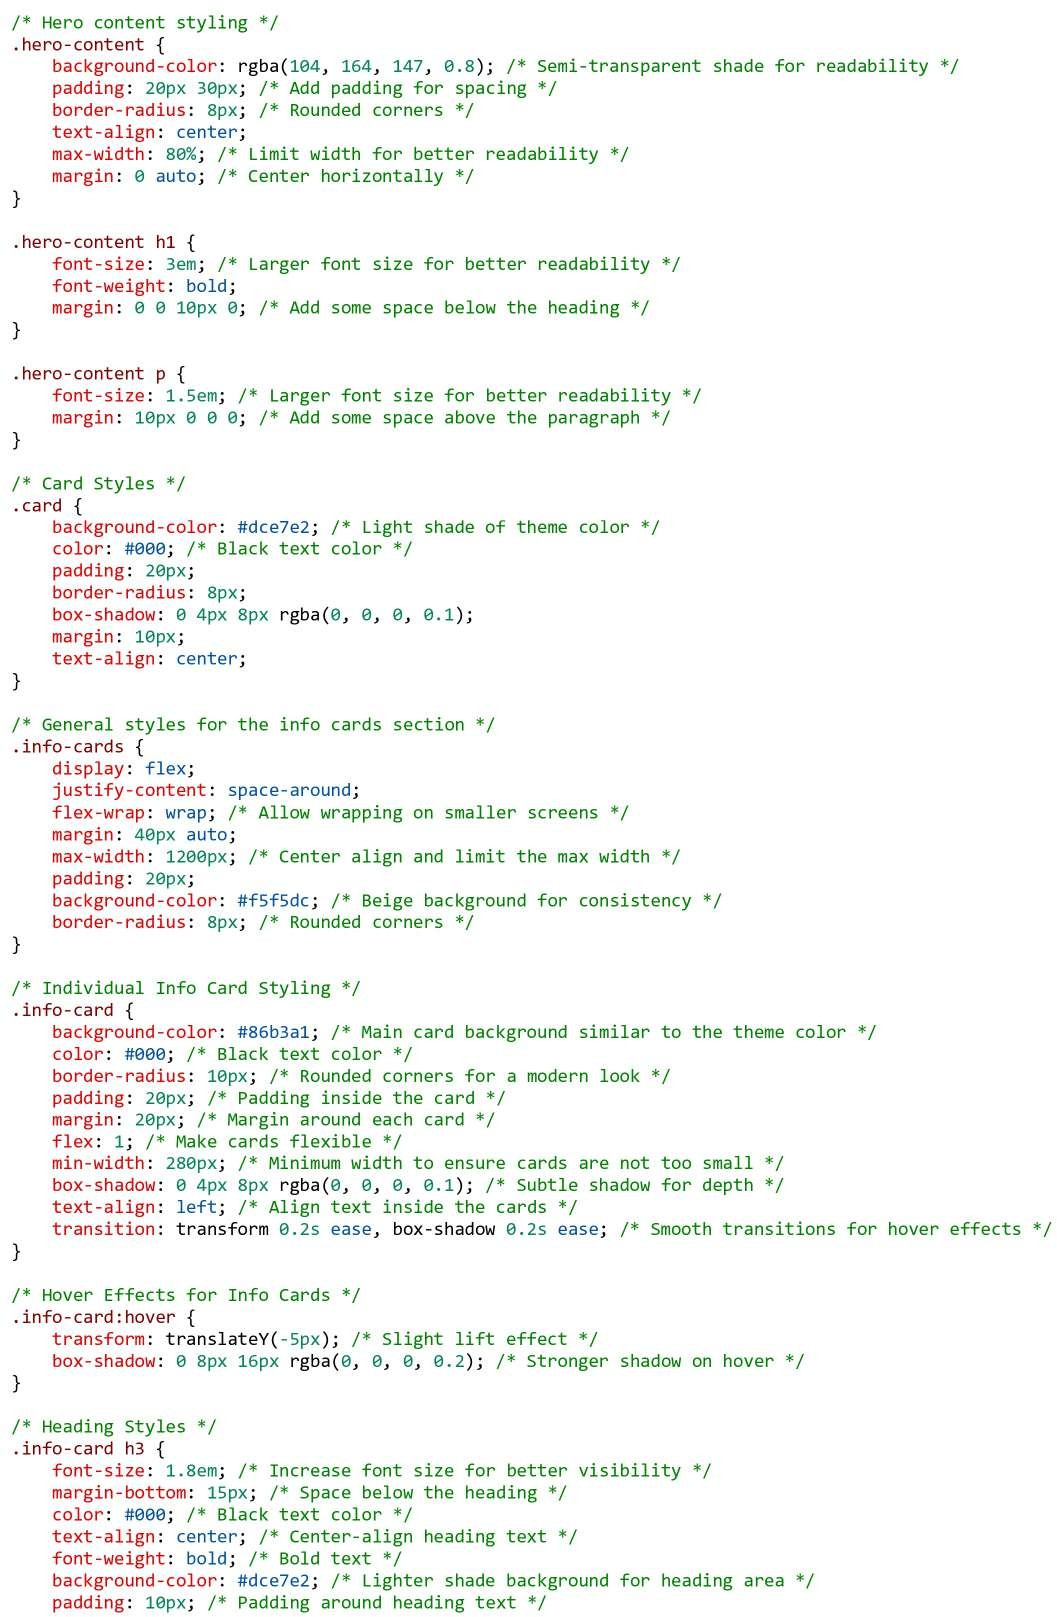 /* Hero content styling */
.hero-content {
    background-color: rgba(104, 164, 147, 0.8); /* Semi-transparent shade for readability */
    padding: 20px 30px; /* Add padding for spacing */
    border-radius: 8px; /* Rounded corners */
    text-align: center;
    max-width: 80%; /* Limit width for better readability */
    margin: 0 auto; /* Center horizontally */
}

.hero-content h1 {
    font-size: 3em; /* Larger font size for better readability */
    font-weight: bold;
    margin: 0 0 10px 0; /* Add some space below the heading */
}

.hero-content p {
    font-size: 1.5em; /* Larger font size for better readability */
    margin: 10px 0 0 0; /* Add some space above the paragraph */
}

/* Card Styles */
.card {
    background-color: #dce7e2; /* Light shade of theme color */
    color: #000; /* Black text color */
    padding: 20px;
    border-radius: 8px;
    box-shadow: 0 4px 8px rgba(0, 0, 0, 0.1);
    margin: 10px;
    text-align: center;
}

/* General styles for the info cards section */
.info-cards {
    display: flex;
    justify-content: space-around;
    flex-wrap: wrap; /* Allow wrapping on smaller screens */
    margin: 40px auto;
    max-width: 1200px; /* Center align and limit the max width */
    padding: 20px;
    background-color: #f5f5dc; /* Beige background for consistency */
    border-radius: 8px; /* Rounded corners */
}

/* Individual Info Card Styling */
.info-card {
    background-color: #86b3a1; /* Main card background similar to the theme color */
    color: #000; /* Black text color */
    border-radius: 10px; /* Rounded corners for a modern look */
    padding: 20px; /* Padding inside the card */
    margin: 20px; /* Margin around each card */
    flex: 1; /* Make cards flexible */
    min-width: 280px; /* Minimum width to ensure cards are not too small */
    box-shadow: 0 4px 8px rgba(0, 0, 0, 0.1); /* Subtle shadow for depth */
    text-align: left; /* Align text inside the cards */
    transition: transform 0.2s ease, box-shadow 0.2s ease; /* Smooth transitions for hover effects */
}

/* Hover Effects for Info Cards */
.info-card:hover {
    transform: translateY(-5px); /* Slight lift effect */
    box-shadow: 0 8px 16px rgba(0, 0, 0, 0.2); /* Stronger shadow on hover */
}

/* Heading Styles */
.info-card h3 {
    font-size: 1.8em; /* Increase font size for better visibility */
    margin-bottom: 15px; /* Space below the heading */
    color: #000; /* Black text color */
    text-align: center; /* Center-align heading text */
    font-weight: bold; /* Bold text */
    background-color: #dce7e2; /* Lighter shade background for heading area */
    padding: 10px; /* Padding around heading text */